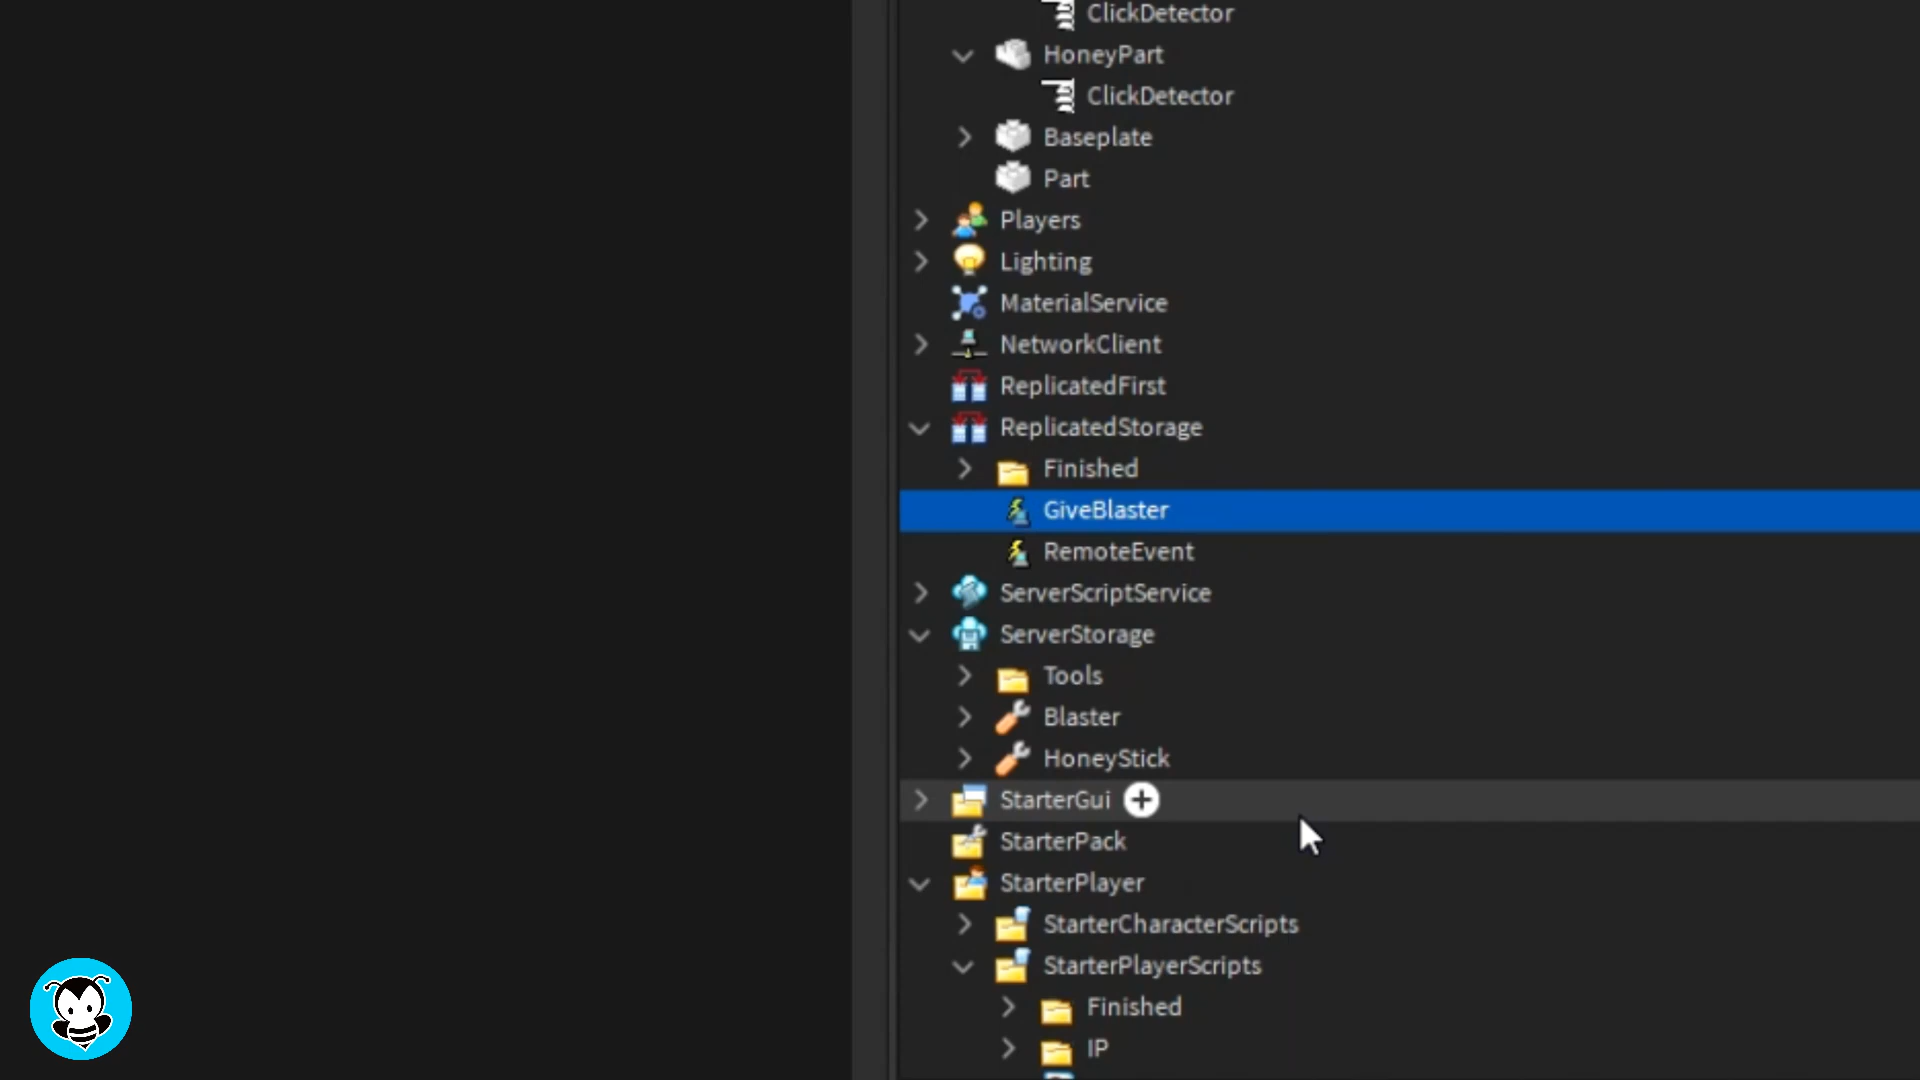 ClickDetector
HoneyPart
ClickDetector
Baseplate
Part
Players
Lighting
MaterialService
NetworkClient
ReplicatedFirst
ReplicatedStorage
Finished
GiveBlaster
RemoteEvent
ServerScriptService
ServerStorage
Tools
Blaster
HoneyStick
StarterGui
StarterPack
StarterPlayer
StarterCharacterScripts
StarterPlayerScripts
Finished
IP